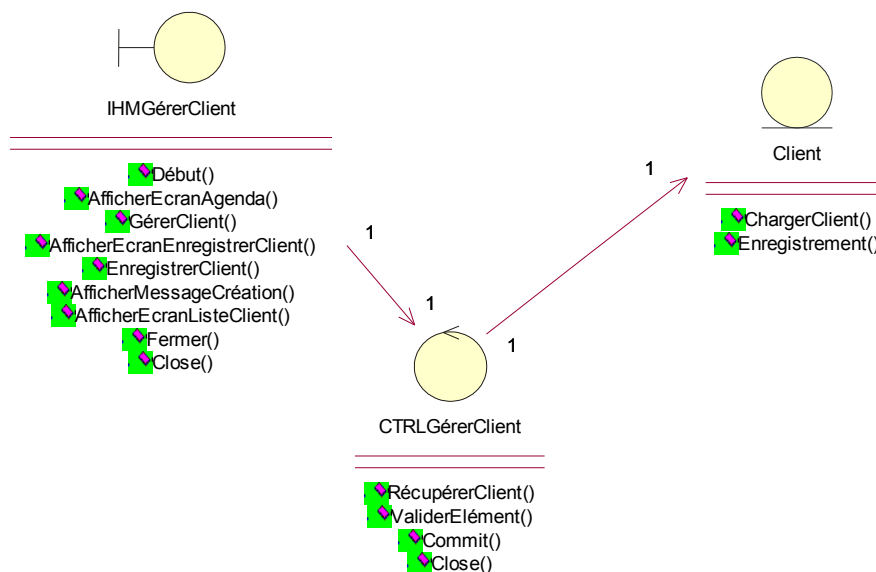 IHMGérerClient
Début()
AfficherEcranAgenda()
GérerClient()
AfficherEcranEnregistrerClient()
EnregistrerClient()
AfficherMessageCréation()
AfficherEcranListeClient()
Fermer()
Close()
1
1
CTRLGérerClient
RécupérerClient()
ValiderElément()
Commit()
Close()
1
1
Client
ChargerClient()
Enregistrement()